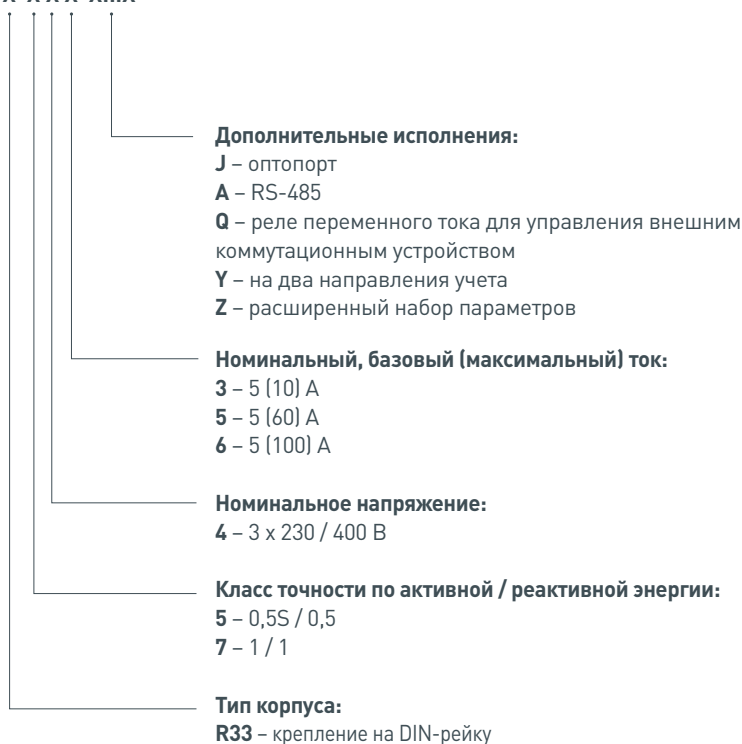 Дополнительные исполнения:
J – оптопорт
A – RS-485
Q – реле переменного тока для управления внешним
коммутационным устройством
Y – на два направления учета
Z – расширенный набор параметров
Номинальный, базовый (максимальный) ток:
3 – 5 (10) А
5 – 5 (60) А
6 – 5 (100) А
Номинальное напряжение:
4 – 3 x 230 / 400 В
Класс точности по активной / реактивной энергии:
5 – 0,5S / 0,5
7 – 1 / 1
Тип корпуса:
R33 – крепление на DIN-рейку